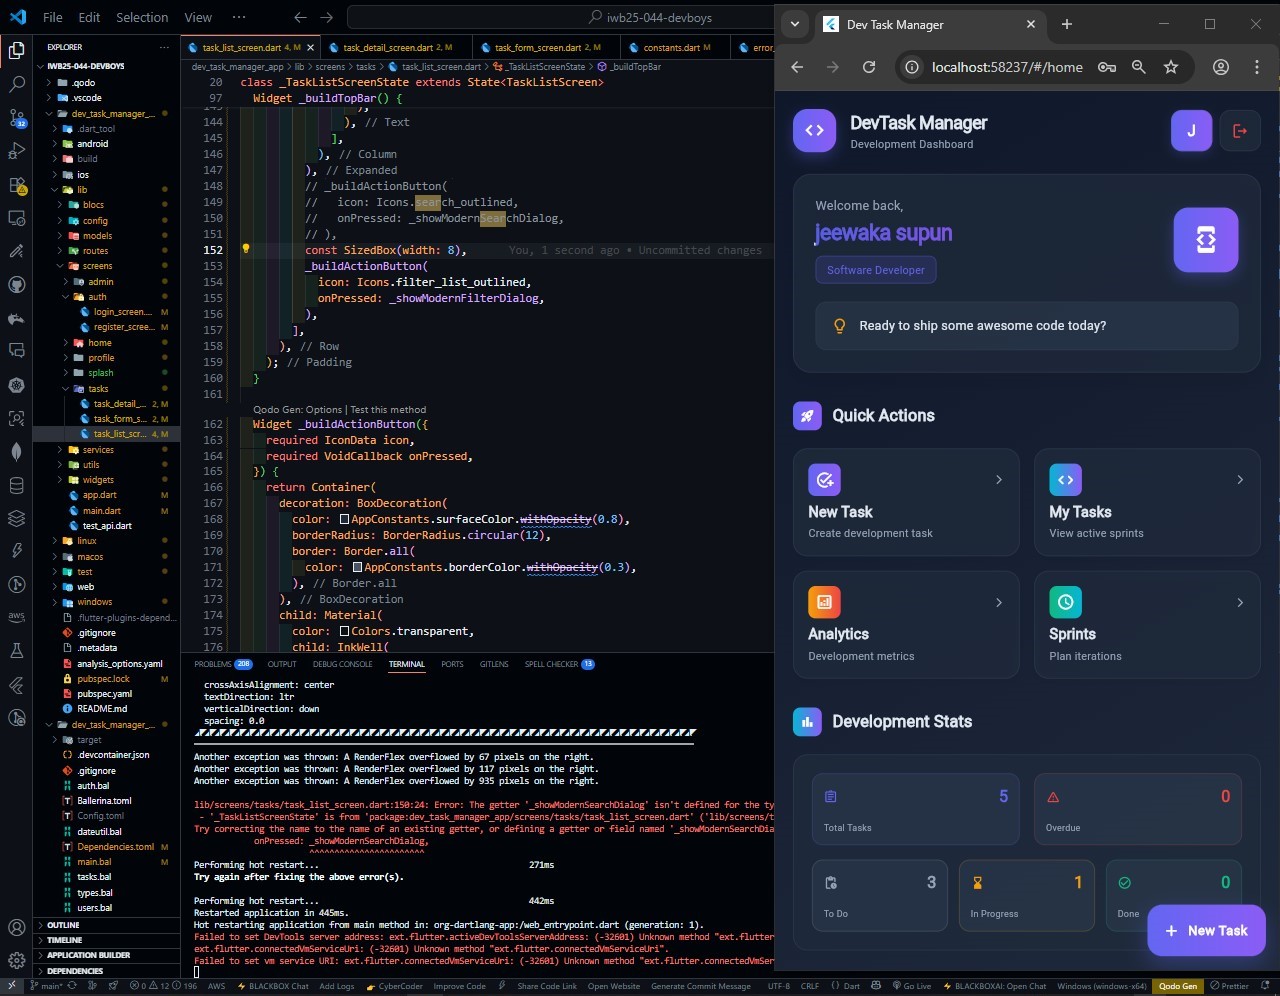 File Edit Selection View ··· iwb25-044-devboys
EXPLORER
IWB25-044-DEVBOYS
.qodo
.vscode
dev_task_manager_...
.dart_tool
android
build
ios
lib
blocs
config
models
routes
screens
admin
auth
login_screen.... M
register_scree... M
home
profile
splash
tasks
task_detail_... 2, M
task_form_s... 2, M
task_list_scr... 4, M
services
utils
widgets
app.dart M
main.dart M
test_api.dart
linux
macos
test
web
windows
.flutter-plugins-depend...
.gitignore
.metadata
analysis_options.yaml
pubspec.lock M
pubspec.yaml
README.md
dev_task_manager_...
target
.devcontainer.json
.gitignore
auth.bal
Ballerina.toml
Config.toml
dateutil.bal
Dependencies.toml M
main.bal M
tasks.bal
types.bal
users.bal
OUTLINE
TIMELINE
APPLICATION BUILDER
DEPENDENCIES
32
aws
task_list_screen.dart 4, M task_detail_screen.dart 2, M task_form_screen.dart 2, M constants.dart M error_
dev_task_manager_app > lib > screens > tasks > task_list_screen.dart > _TaskListScreenState > _buildTopBar
20 class _TaskListScreenState extends State<TaskListScreen>
97 Widget _buildTopBar() {
144 ), // Text
145 ],
146 ), // Column
147 ), // Expanded
148 // _buildActionButton(
149 // icon: Icons.search_outlined,
150 // onPressed: _showModernSearchDialog,
151 // ),
152 const SizedBox(width: 8), You, 1 second ago • Uncommitted changes
153 _buildActionButton(
154 icon: Icons.filter_list_outlined,
155 onPressed: _showModernFilterDialog,
156 ),
157 ],
158 ), // Row
159 ); // Padding
160 }
161
Qodo Gen: Options | Test this method
162 Widget _buildActionButton({
163 required IconData icon,
164 required VoidCallback onPressed,
165 }) {
166 return Container(
167 decoration: BoxDecoration(
168 color: AppConstants.surfaceColor.withOpacity(0.8),
169 borderRadius: BorderRadius.circular(12),
170 border: Border.all(
171 color: AppConstants.borderColor.withOpacity(0.3),
172 ), // Border.all
173 ), // BoxDecoration
174 child: Material(
175 color: Colors.transparent,
176 child: InkWell(
PROBLEMS 208 OUTPUT DEBUG CONSOLE TERMINAL PORTS GITLENS SPELL CHECKER 13
crossAxisAlignment: center
textDirection: ltr
verticalDirection: down
spacing: 0.0
Another exception was thrown: A RenderFlex overflowed by 67 pixels on the right.
Another exception was thrown: A RenderFlex overflowed by 117 pixels on the right.
Another exception was thrown: A RenderFlex overflowed by 935 pixels on the right.
lib/screens/tasks/task_list_screen.dart:150:24: Error: The getter '_showModernSearchDialog' isn't defined for the ty
- '_TaskListScreenState' is from 'package:dev_task_manager_app/screens/tasks/task_list_screen.dart' ('lib/screens/t
Try correcting the name to the name of an existing getter, or defining a getter or field named '_showModernSearchDia
onPressed: _showModernSearchDialog,
^^^^^^^^^^^^^^^^^^^^^^^
Performing hot restart... 271ms
Try again after fixing the above error(s).
Performing hot restart... 442ms
Restarted application in 445ms.
Hot restarting application from main method in: org-dartlang-app:/web_entrypoint.dart (generation: 1).
Failed to set DevTools server address: ext.flutter.activeDevToolsServerAddress: (-32601) Unknown method "ext.flutter
ext.flutter.connectedVmServiceUri: (-32601) Unknown method "ext.flutter.connectedVmServiceUri".
Failed to set vm service URI: ext.flutter.connectedVmServiceUri: (-32601) Unknown method "ext.flutter.connectedVmSer
main* 0 12 196 AWS BLACKBOX Chat Add Logs CyberCoder Improve Code Share Code Link Open Website Generate Commit Message UTF-8 CRLF {} Dart Go Live BLACKBOXAI: Open Chat Windows (windows-x64) Qodo Gen Prettier
Dev Task Manager
localhost:58237/#/home
DevTask Manager
Development Dashboard
J
Welcome back,
jeewaka supun
Software Developer
Ready to ship some awesome code today?
Quick Actions
New Task
Create development task
My Tasks
View active sprints
Analytics
Development metrics
Sprints
Plan iterations
Development Stats
5
Total Tasks
0
Overdue
3
To Do
1
In Progress
0
Done
+ New Task